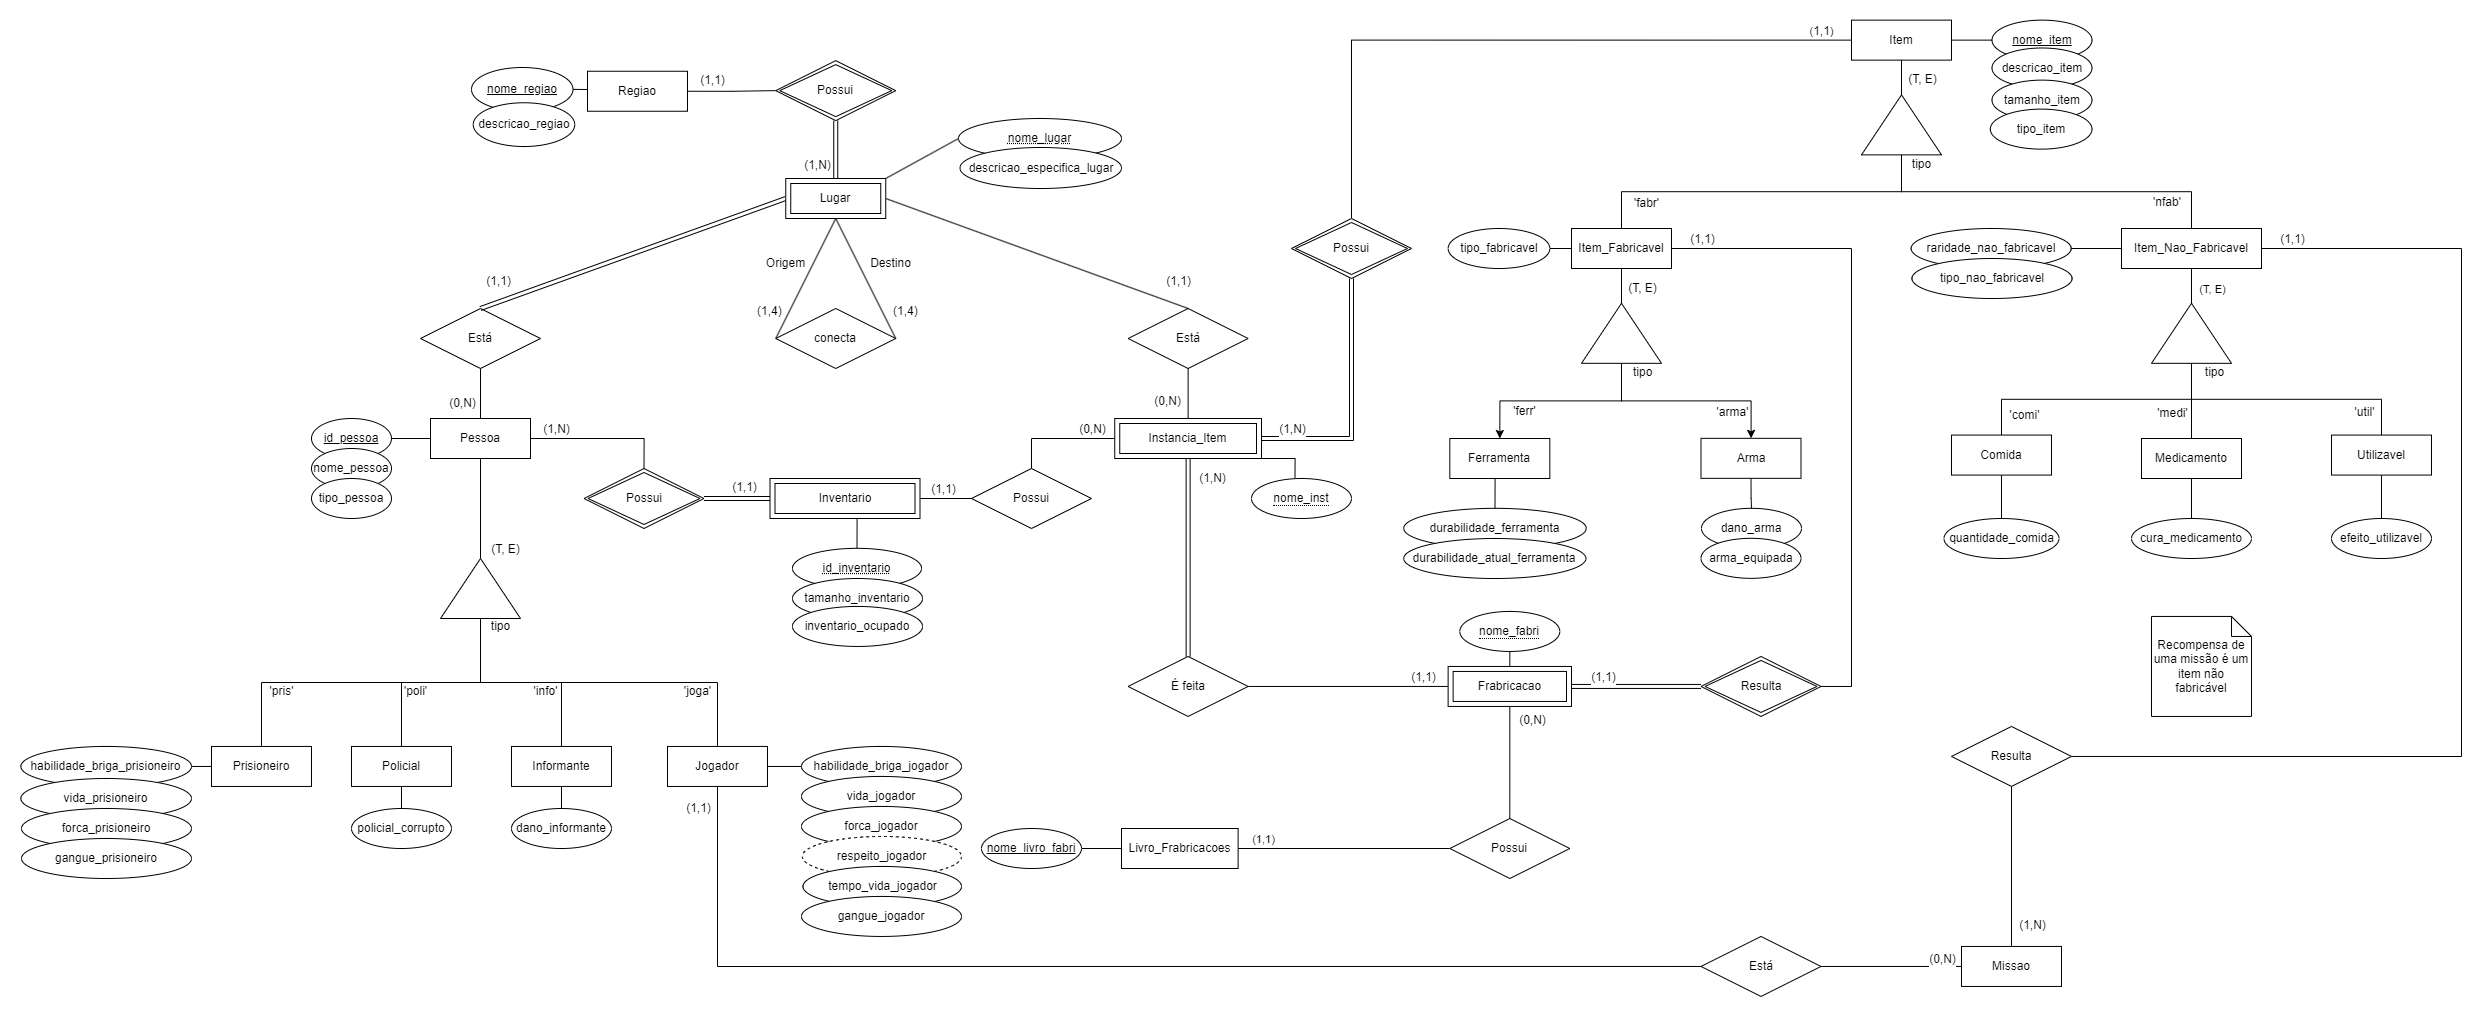 Item
(1,1)
nome_item
descricao_item
tamanho_item
tipo_item
(T, E)
tipo
nome_regiao
descricao_regiao
Regiao
(1,1)
Possui
(1,N)
nome_lugar
descricao_especifica_lugar
Lugar
Origem
Destino
(1,4)
(1,4)
conecta
(1,1)
Está
(0,N)
(1,1)
Está
(0,N)
Possui
(1,N)
'fabr'
'nfab'
tipo_fabricavel
Item_Fabricavel
(1,1)
(T, E)
tipo
raridade_nao_fabricavel
tipo_nao_fabricavel
Item_Nao_Fabricavel
(1,1)
(T, E)
tipo
'ferr'
'arma'
'comi'
'medi'
'util'
id_pessoa
nome_pessoa
tipo_pessoa
Pessoa
(1,N)
Possui
(1,1)
Inventario
(1,1)
Possui
(0,N)
Instancia_Item
(1,N)
nome_inst
id_inventario
tamanho_inventario
inventario_ocupado
Ferramenta
Arma
Comida
Medicamento
Utilizavel
durabilidade_ferramenta
durabilidade_atual_ferramenta
dano_arma
arma_equipada
quantidade_comida
cura_medicamento
efeito_utilizavel
(T, E)
tipo
'pris'
'poli'
'info'
'joga'
nome_fabri
É feita
(1,1)
Frabricacao
(1,1)
Resulta
(0,N)
Recompensa de
uma missão é um
item não
fabricável
habilidade_briga_prisioneiro
vida_prisioneiro
forca_prisioneiro
gangue_prisioneiro
Prisioneiro
Policial
policial_corrupto
Informante
dano_informante
Jogador
(1,1)
habilidade_briga_jogador
vida_jogador
forca_jogador
respeito_jogador
tempo_vida_jogador
gangue_jogador
nome_livro_fabri
Livro_Frabricacoes
(1,1)
Possui
Resulta
(1,N)
Está
(0,N)
Missao